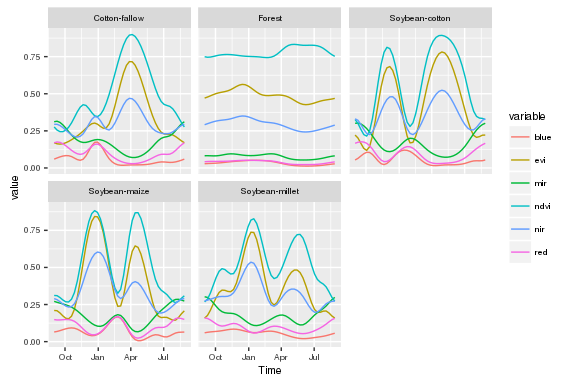 Cotton-fallow
Forest
Soybean-cotton
0.75
0.50
0.25
0.00
Soybean-maize
Soybean-millet
0.75
0.50
0.25
0.00
Oct Jan Apr Jul
Oct Jan Apr Jul
value
Time
variable
blue
evi
mir
ndvi
nir
red